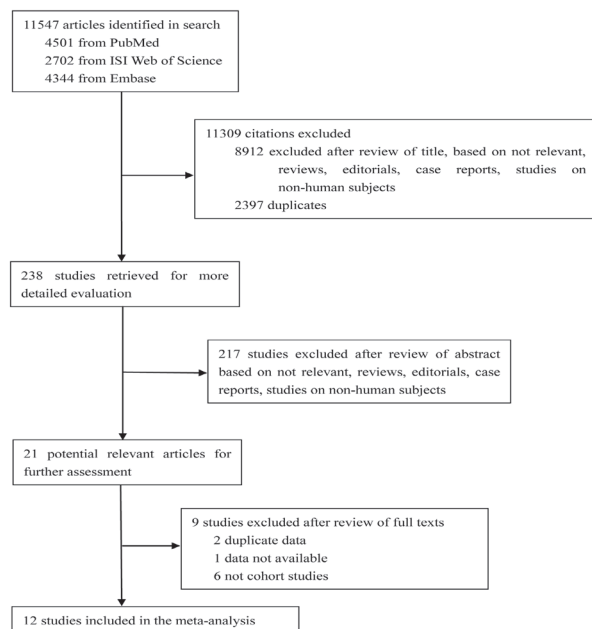 11547 articles identified in search
4501 from PubMed
2702 from ISI Web of Science
4344 from Embase
11309 citations excluded
8912 excluded after review of title, based on not relevant,
reviews, editorials, case reports, studies on
non-human subjects
2397 duplicates
238 studies retrieved for more
detailed evaluation
217 studies excluded after review of abstract
based on not relevant, reviews, editorials, case
reports, studies on non-human subjects
21 potential relevant articles for
further assessment
9 studies excluded after review of full texts
2 duplicate data
1 data not available
6 not cohort studies
12 studies included in the meta-analysis